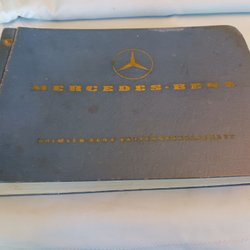 MERCEDES-BENZ
DAIMLER-BENZ AKTIENGESELLSCHAFT